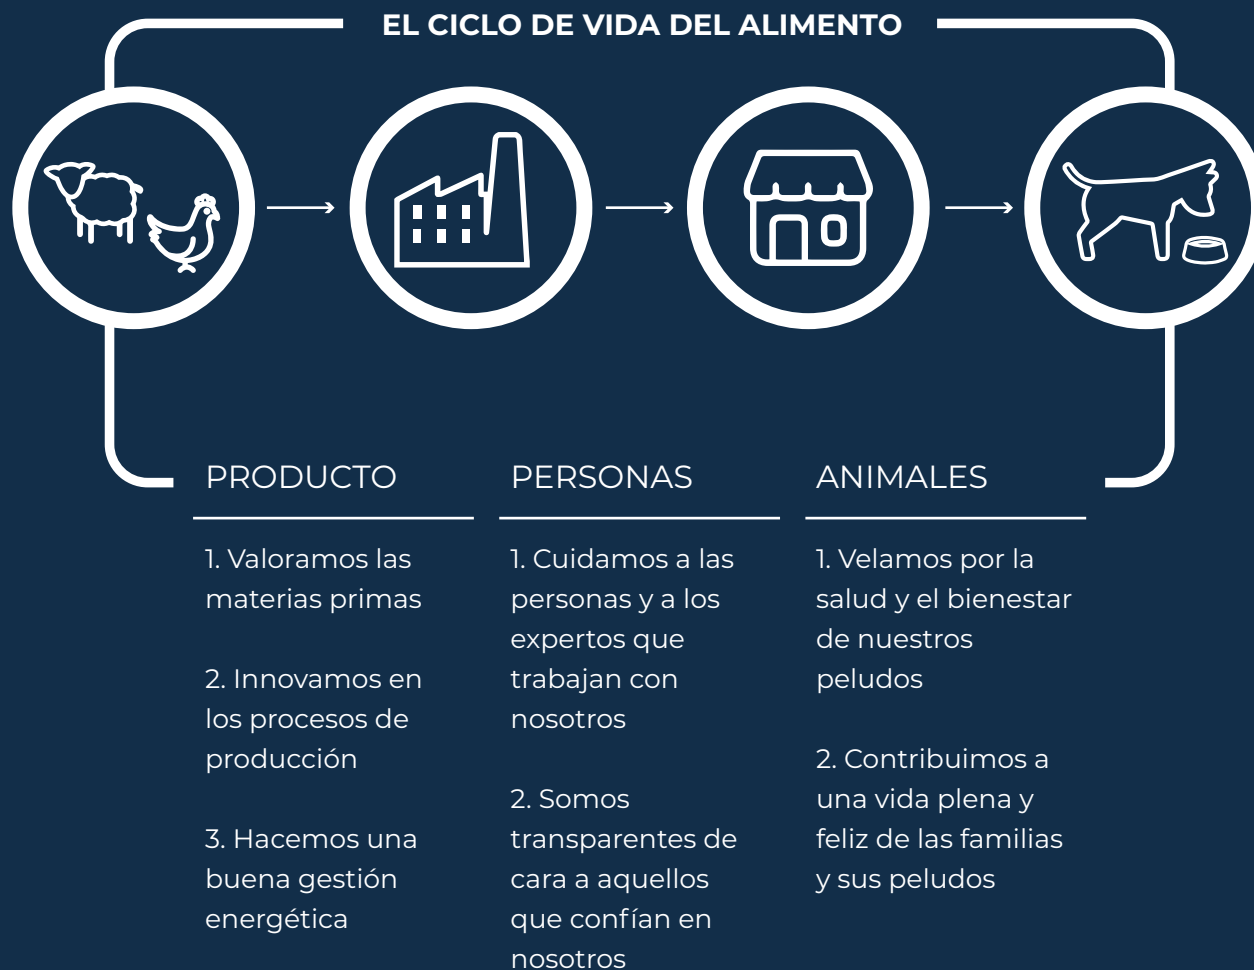 EL CICLO DE VIDA DEL ALIMENTO
PRODUCTO
1. Valoramos las
materias primas
2. Innovamos en
los procesos de
producción
3. Hacemos una
buena gestión
energética
PERSONAS
1. Cuidamos a las
personas y a los
expertos que
trabajan con
nosotros
2. Somos
transparentes de
cara a aquellos
que confían en
nosotros
ANIMALES
1. Velamos por la
salud y el bienestar
de nuestros
peludos
2. Contribuimos a
una vida plena y
feliz de las familias
y sus peludos